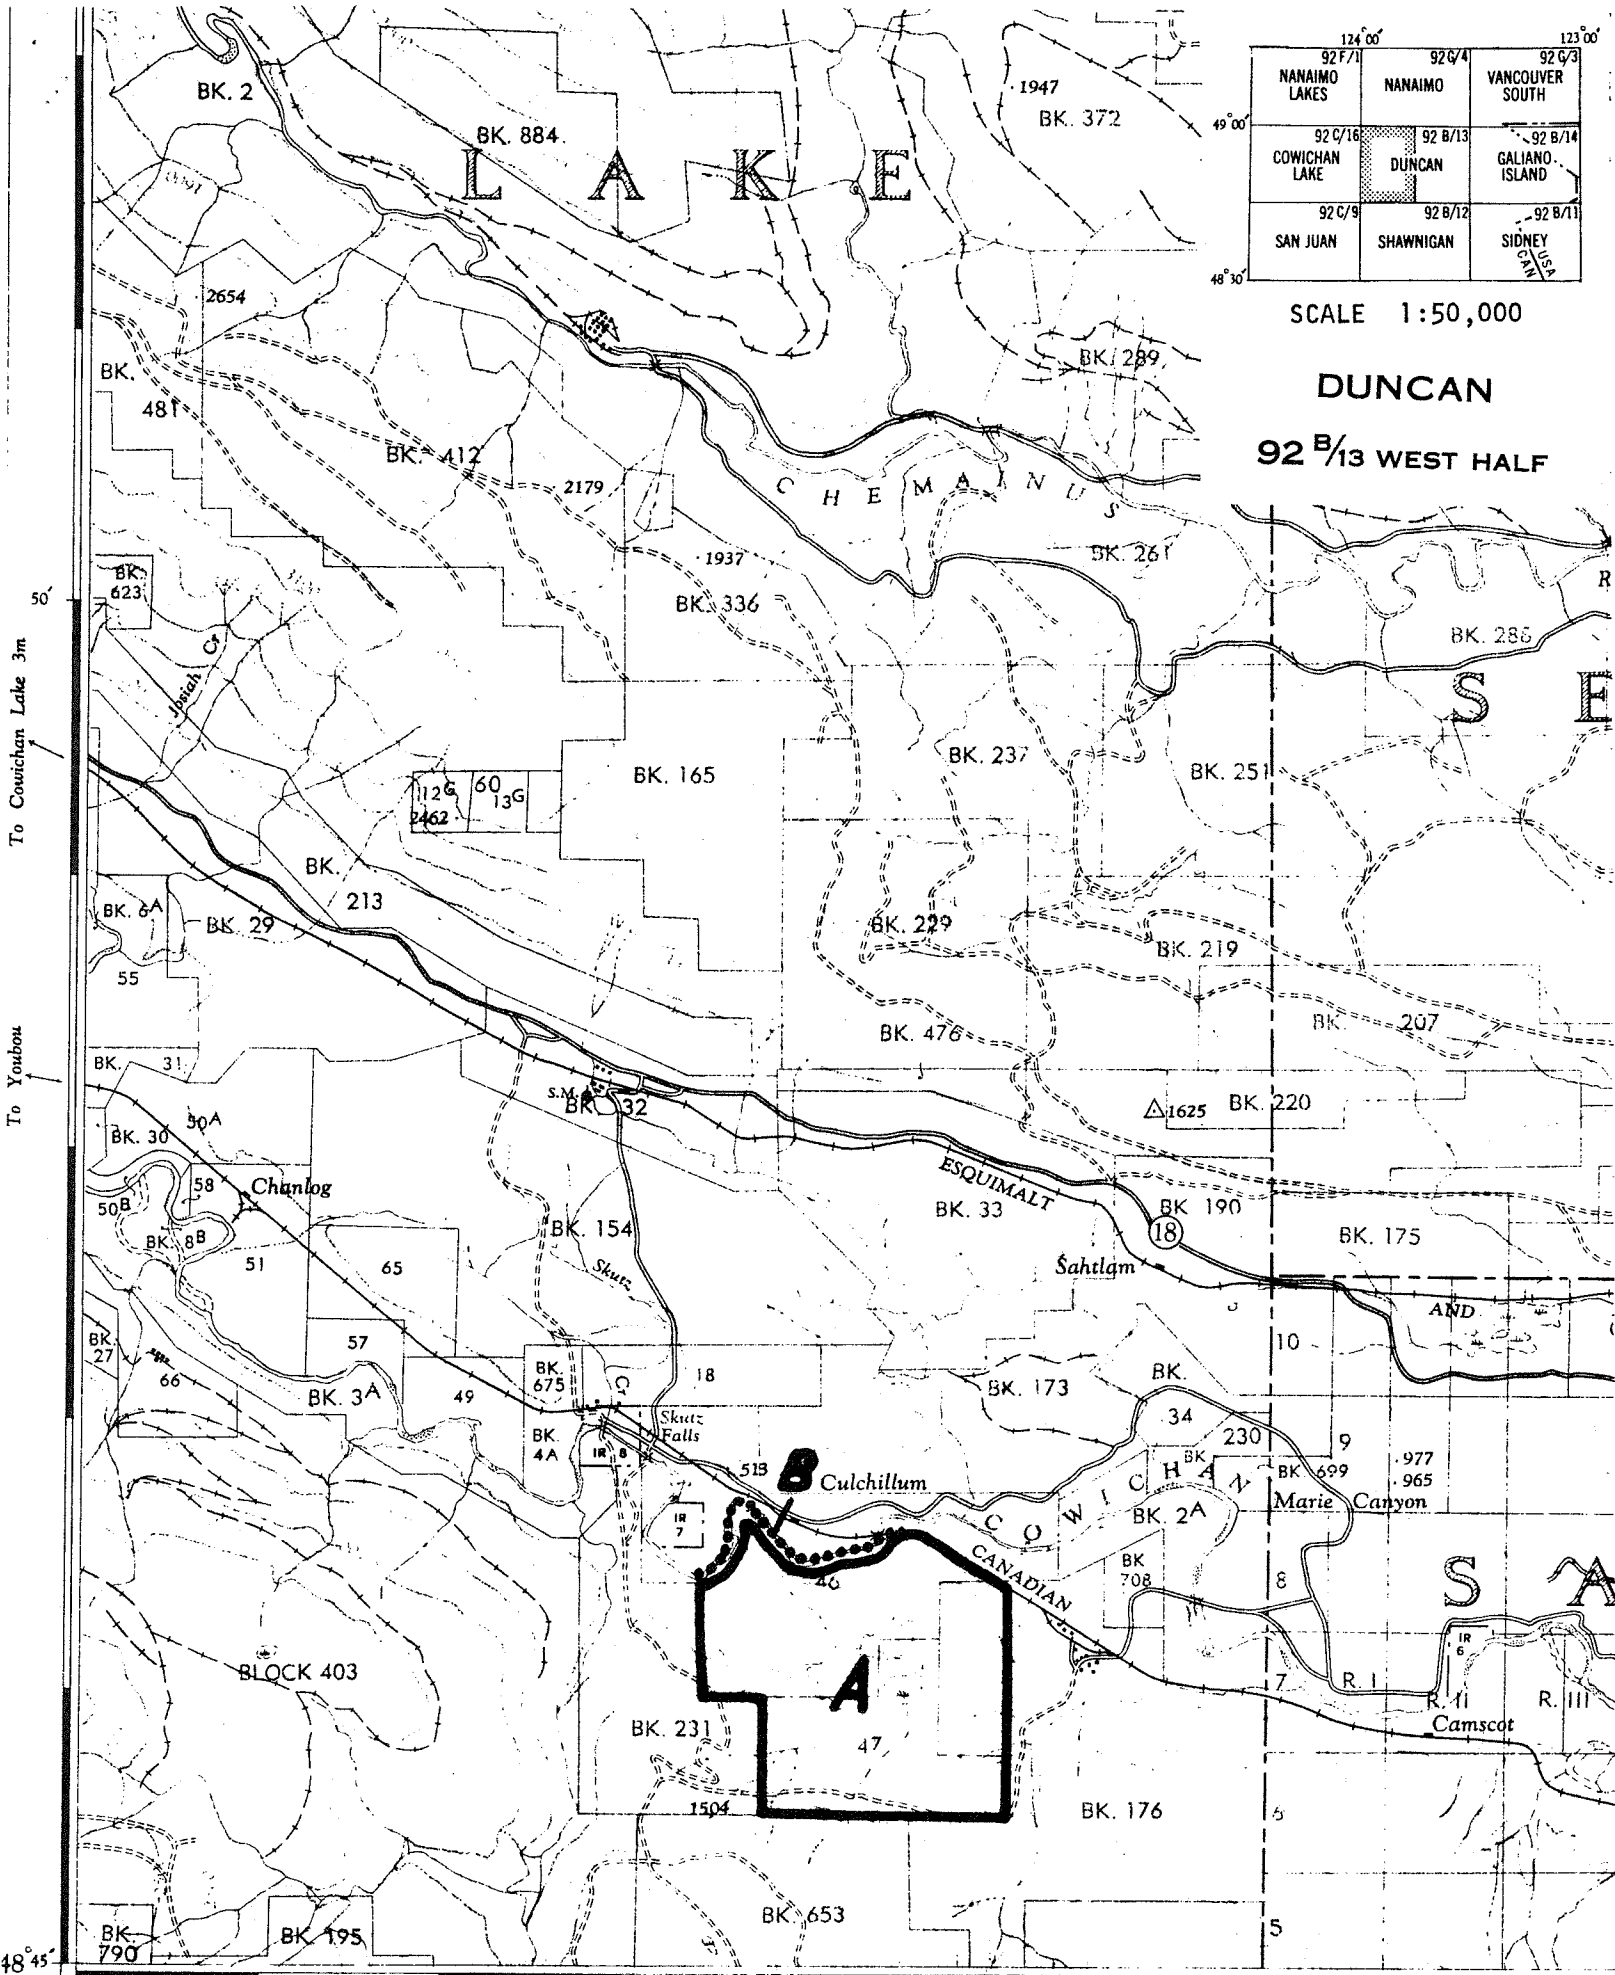 124°00′ 123°00′
92 F/1 92 G/4 92 G/3
NANAIMO LAKES NANAIMO VANCOUVER SOUTH
49°00′
92 C/16 92 B/13 92 B/14
COWICHAN LAKE DUNCAN GALIANO ISLAND
92 C/9 92 B/12 92 B/11
SAN JUAN SHAWNIGAN SIDNEY
USA
CAN
48°30′
SCALE 1:50,000
DUNCAN
92 B/13 WEST HALF
BK. 2
BK. 884
1947
BK. 372
L A K E
2654
BK. 289
BK. 481
BK. 412
2179
C H E M A I N U S
1937
BK. 261
BK. 623
50′
BK. 336
R
BK. 286
Josiah Cr
S E
To Cowichan Lake 3m
BK. 237
BK. 165
BK. 251
12G 60 13G
2462
BK. 213
BK. 6A
BK. 29
BK. 229
BK. 219
55
BK. 476
BK. 207
To Youbou
BK. 31
S.M.
BK 32
1625
BK. 220
BK. 30
50A
ESQUIMALT
58
Chanlog
50B
BK. 33
BK 190
BK. 8B
BK. 154
18
BK. 175
51
65
Skutz
Sahtlam
AND
BK. 27
57
10
66
BK. 3A
49
BK. 675
Cr
18
BK. 173
BK. 34
Skutz Falls
230
9
BK. 4A
IR 8
977
965
513
B
Culchillum
BK
BK 699
C O W I C H A N
Marie Canyon
BK. 2A
IR 7
CANADIAN
BK 708
46
8
S A
IR 6
BLOCK 403
A
7
R. I
R. II
R. III
BK. 231
47
Camscot
1504
BK. 176
6
BK. 653
5
BK. 790
BK. 195
48°45′